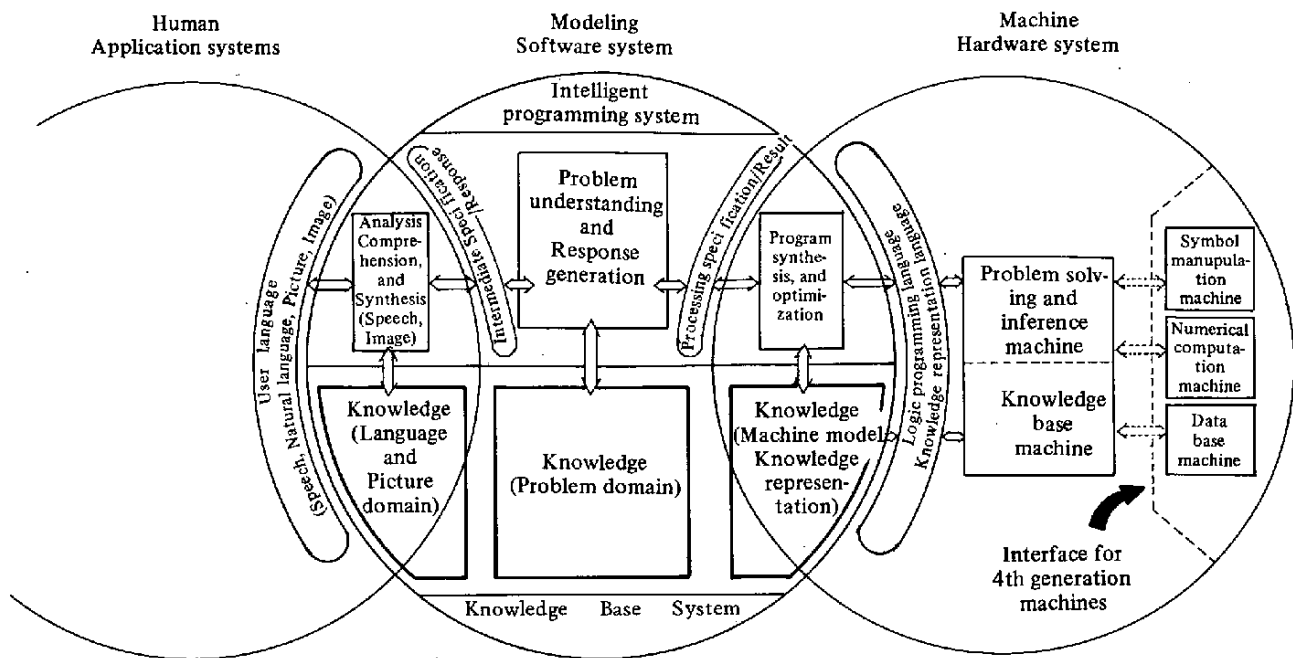 Human
Application systems
Modeling
Software system
Machine
Hardware system
Intelligent
programming system
User language
(Speech, Natural language, Picture, Image)
Analysis
Compre-
hension,
and
Synthesis
(Speech,
Image)
Intermediate Speci fication
/Response
Problem
understanding
and
Response
generation
Processing speci fication/Result
Program
synthe-
sis, and
optimi-
zation
Logic programming language
Knowledge representation language
Problem solv-
ing and
inference
machine
Knowledge
base
machine
Symbol
manupulation
machine
Numerical
computa-
tion
machine
Data
base
machine
Knowledge
(Language
and
Picture
domain)
Knowledge
(Problem domain)
Knowledge
(Machine model
Knowledge
represen-
tation)
Interface for
4th generation
machines
Knowledge Base System